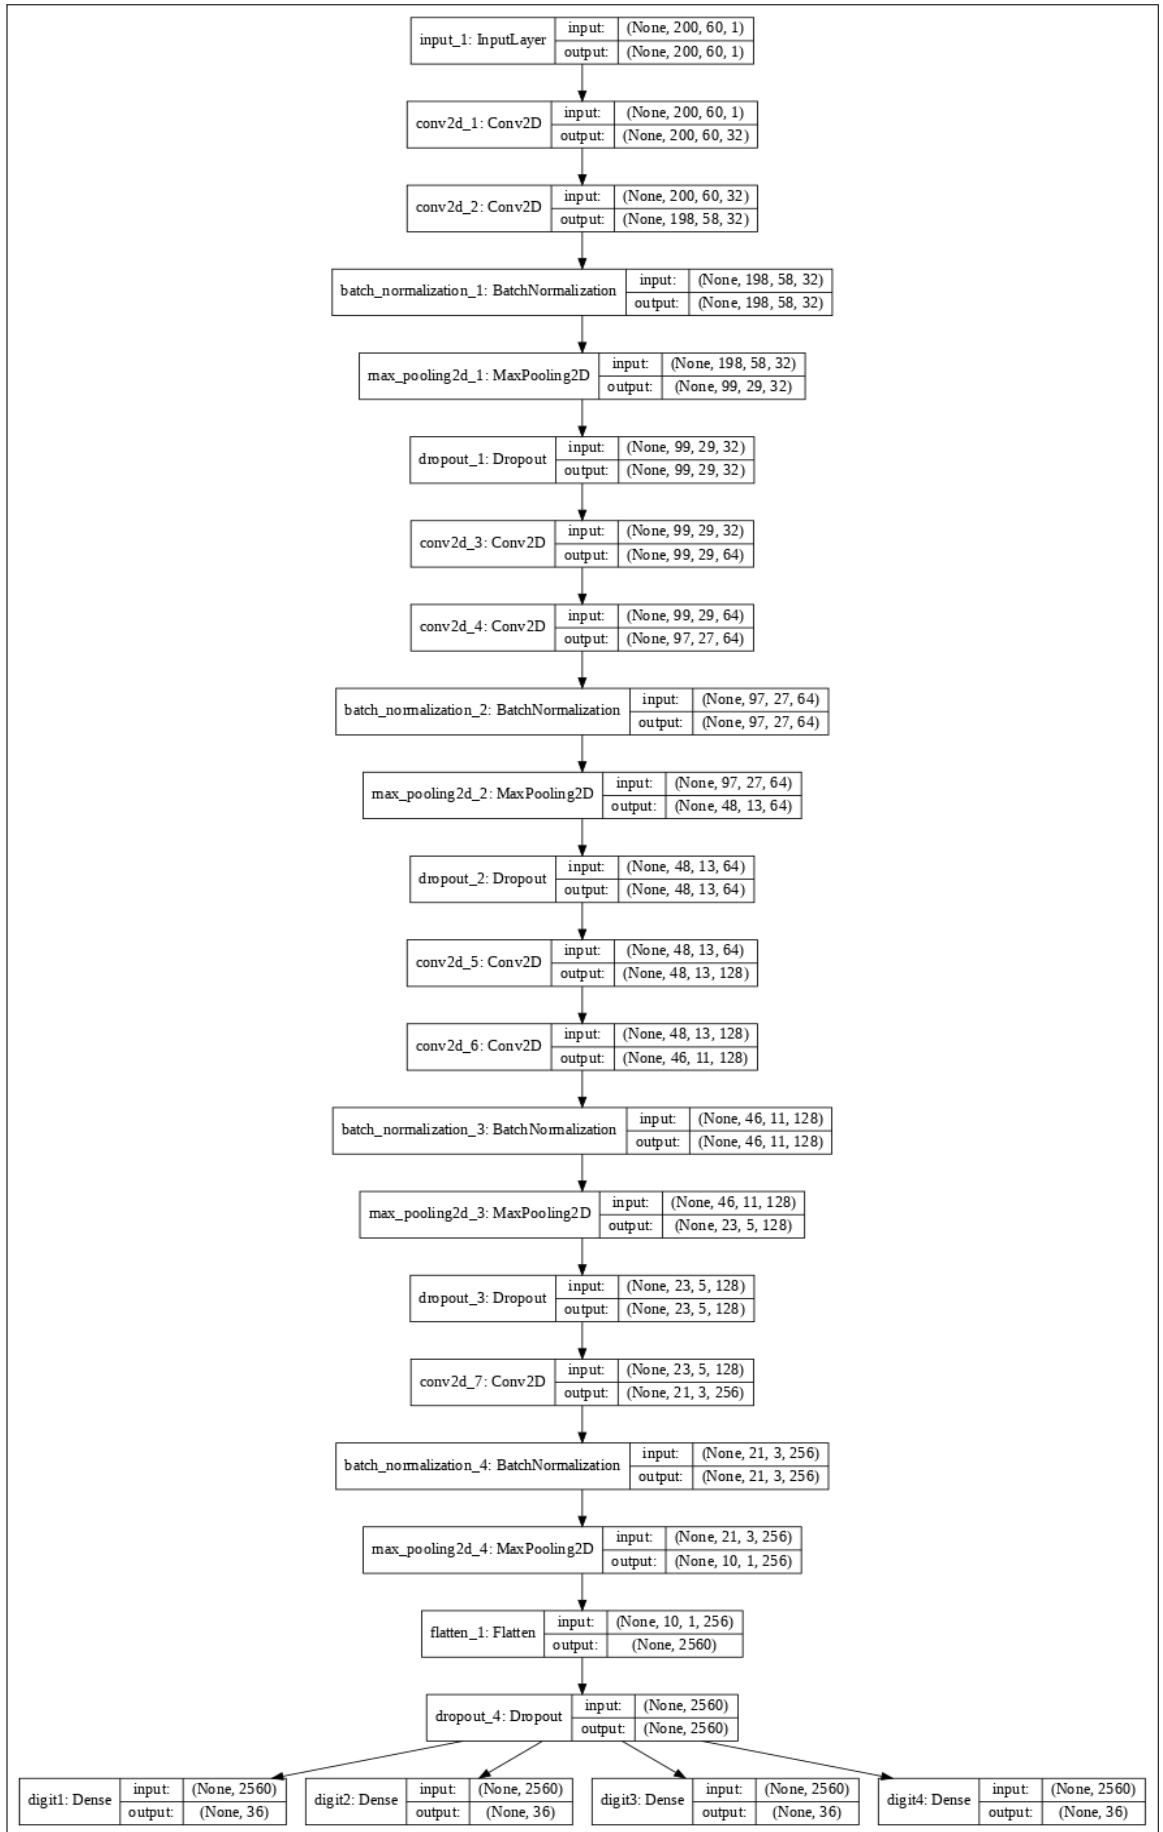 input_1: InputLayer input: (None, 200, 60, 1)
output: (None, 200, 60, 1)
conv2d_1: Conv2D input: (None, 200, 60, 1)
output: (None, 200, 60, 32)
conv2d_2: Conv2D input: (None, 200, 60, 32)
output: (None, 198, 58, 32)
batch_normalization_1: BatchNormalization input: (None, 198, 58, 32)
output: (None, 198, 58, 32)
max_pooling2d_1: MaxPooling2D input: (None, 198, 58, 32)
output: (None, 99, 29, 32)
dropout_1: Dropout input: (None, 99, 29, 32)
output: (None, 99, 29, 32)
conv2d_3: Conv2D input: (None, 99, 29, 32)
output: (None, 99, 29, 64)
conv2d_4: Conv2D input: (None, 99, 29, 64)
output: (None, 97, 27, 64)
batch_normalization_2: BatchNormalization input: (None, 97, 27, 64)
output: (None, 97, 27, 64)
max_pooling2d_2: MaxPooling2D input: (None, 97, 27, 64)
output: (None, 48, 13, 64)
dropout_2: Dropout input: (None, 48, 13, 64)
output: (None, 48, 13, 64)
conv2d_5: Conv2D input: (None, 48, 13, 64)
output: (None, 48, 13, 128)
conv2d_6: Conv2D input: (None, 48, 13, 128)
output: (None, 46, 11, 128)
batch_normalization_3: BatchNormalization input: (None, 46, 11, 128)
output: (None, 46, 11, 128)
max_pooling2d_3: MaxPooling2D input: (None, 46, 11, 128)
output: (None, 23, 5, 128)
dropout_3: Dropout input: (None, 23, 5, 128)
output: (None, 23, 5, 128)
conv2d_7: Conv2D input: (None, 23, 5, 128)
output: (None, 21, 3, 256)
batch_normalization_4: BatchNormalization input: (None, 21, 3, 256)
output: (None, 21, 3, 256)
max_pooling2d_4: MaxPooling2D input: (None, 21, 3, 256)
output: (None, 10, 1, 256)
flatten_1: Flatten input: (None, 10, 1, 256)
output: (None, 2560)
dropout_4: Dropout input: (None, 2560)
output: (None, 2560)
digit1: Dense input: (None, 2560)
output: (None, 36)
digit2: Dense input: (None, 2560)
output: (None, 36)
digit3: Dense input: (None, 2560)
output: (None, 36)
digit4: Dense input: (None, 2560)
output: (None, 36)